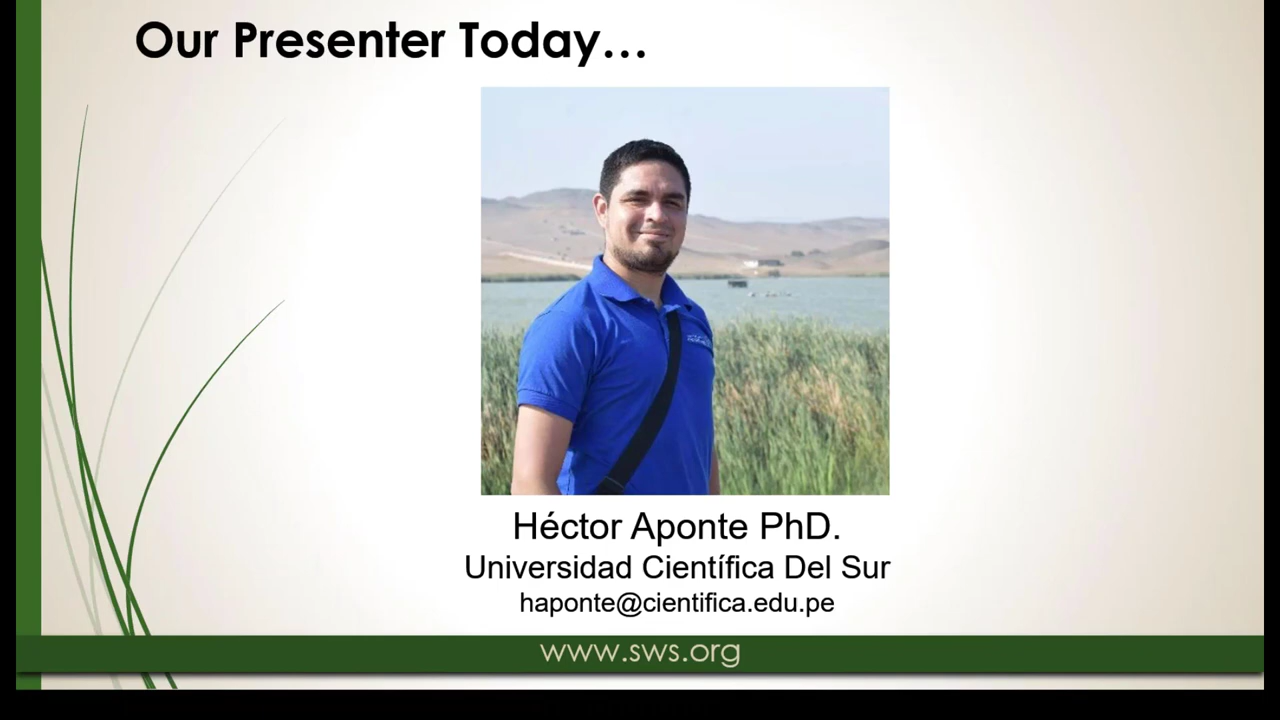 Our Presenter Today…
Héctor Aponte PhD.
Universidad Científica Del Sur
haponte@cientifica.edu.pe
www.sws.org